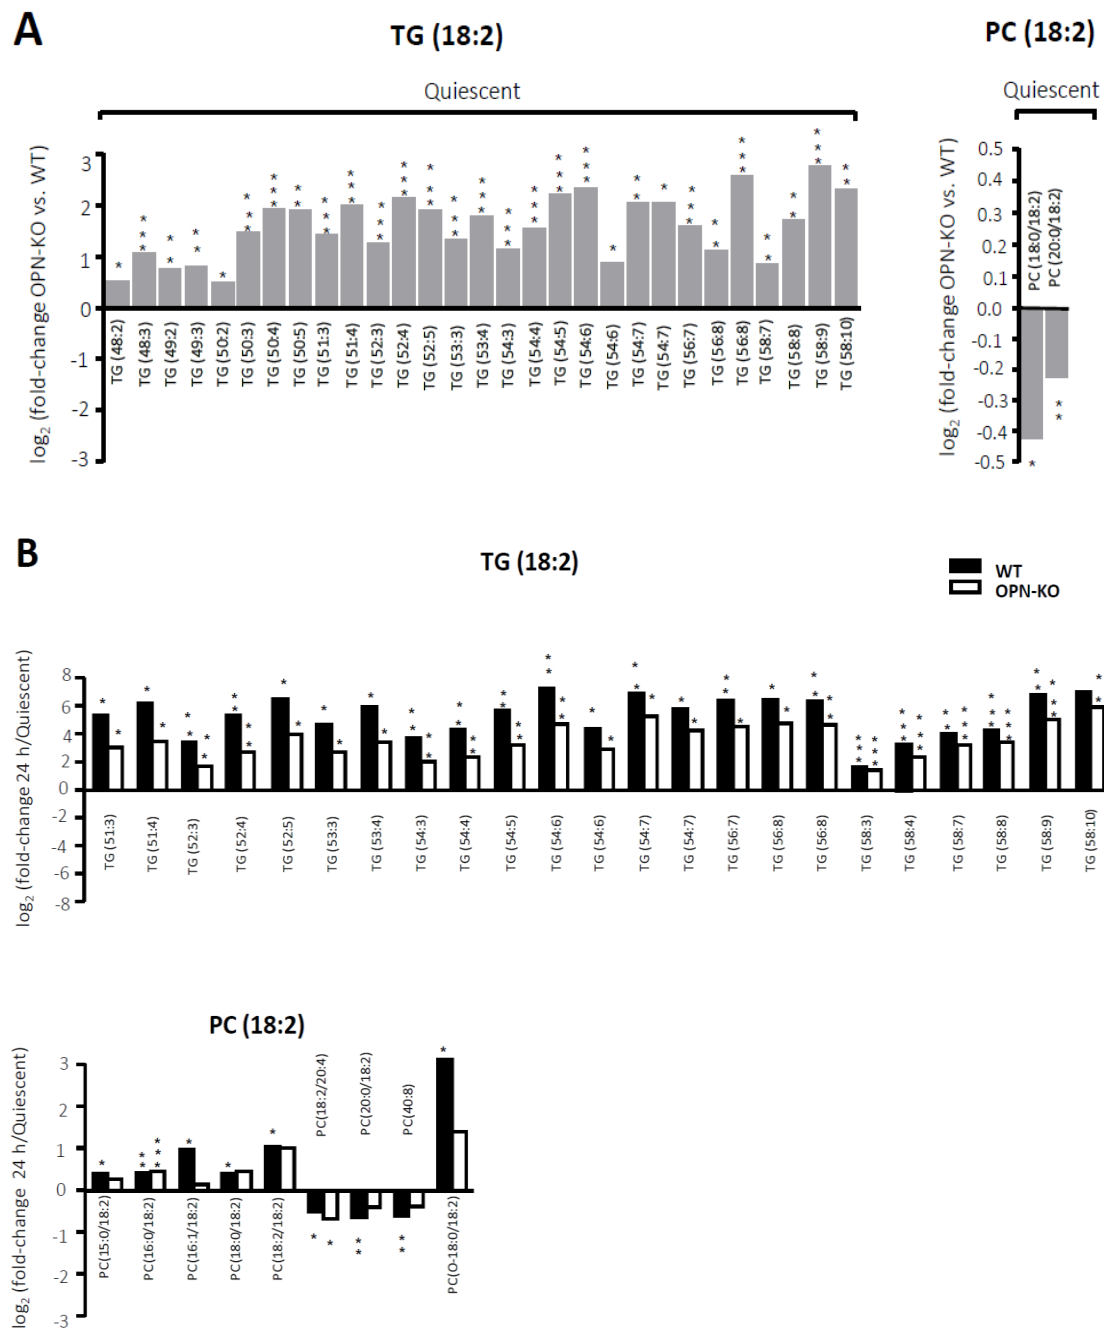 A
TG (18:2)
PC (18:2)
Quiescent
Quiescent
log2 (fold-change OPN-KO vs. WT)
3
2
1
0
-1
-2
-3
TG (48:2)
TG (48:3)
TG (49:2)
TG (49:3)
TG (50:2)
TG (50:3)
TG (50:4)
TG (50:5)
TG (51:3)
TG (51:4)
TG (52:3)
TG (52:4)
TG (52:5)
TG (53:3)
TG (53:4)
TG (54:3)
TG (54:4)
TG (54:5)
TG (54:6)
TG (54:6)
TG (54:7)
TG (54:7)
TG (56:7)
TG (56:8)
TG (56:8)
TG (58:7)
TG (58:8)
TG (58:9)
TG (58:10)
log2 (fold-change OPN-KO vs. WT)
0.5
0.4
0.3
0.2
0.1
0.0
-0.1
-0.2
-0.3
-0.4
-0.5
PC (18:0/18:2)
PC (20:0/18:2)
B
TG (18:2)
WT
OPN-KO
log2 (fold-change 24 h/Quiescent)
8
6
4
2
0
-2
-4
-6
-8
TG (51:3)
TG (51:4)
TG (52:3)
TG (52:4)
TG (52:5)
TG (53:3)
TG (53:4)
TG (54:3)
TG (54:4)
TG (54:5)
TG (54:6)
TG (54:6)
TG (54:7)
TG (54:7)
TG (56:7)
TG (56:8)
TG (56:8)
TG (58:3)
TG (58:4)
TG (58:7)
TG (58:8)
TG (58:9)
TG (58:10)
PC (18:2)
log2 (fold-change 24 h/Quiescent)
3
2
1
0
-1
-2
-3
PC(15:0/18:2)
PC(16:0/18:2)
PC(16:1/18:2)
PC(18:0/18:2)
PC(18:2/18:2)
PC(18:2/20:4)
PC(20:0/18:2)
PC(40:8)
PC(O-18:0/18:2)